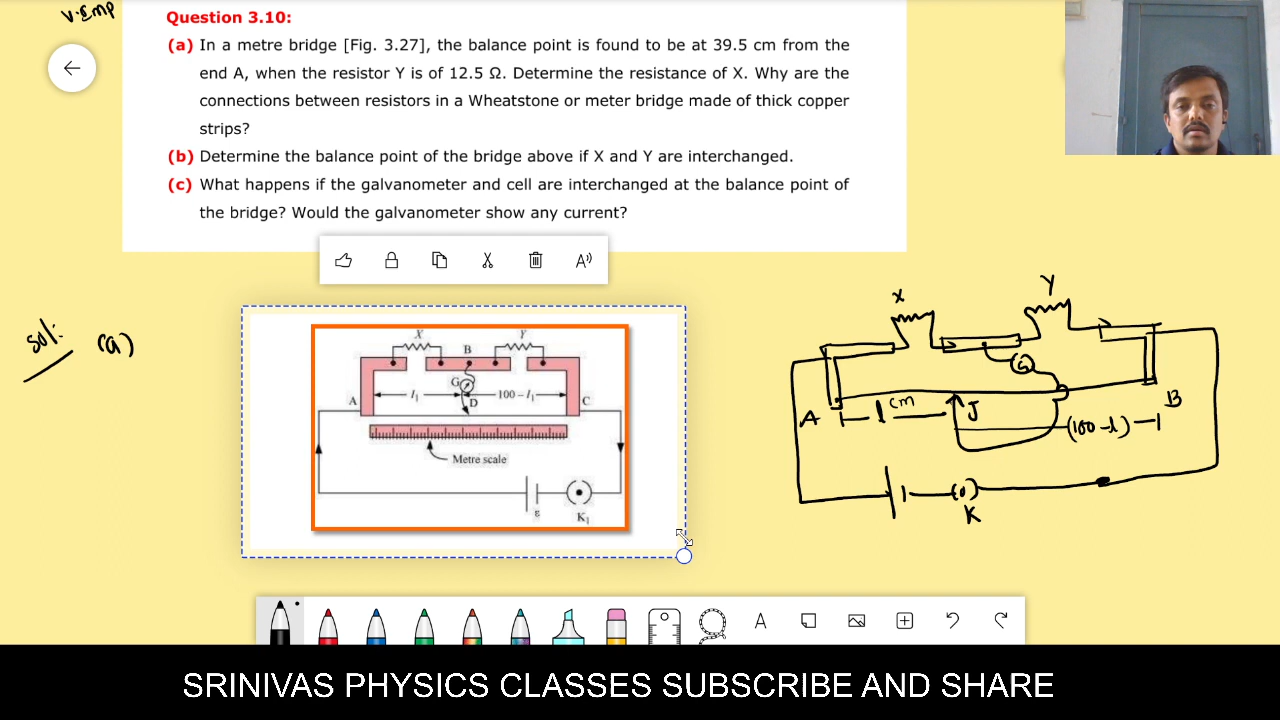 V.Imp
Question 3.10:
(a) In a metre bridge [Fig. 3.27], the balance point is found to be at 39.5 cm from the
end A, when the resistor Y is of 12.5 Ω. Determine the resistance of X. Why are the
connections between resistors in a Wheatstone or meter bridge made of thick copper
strips?
(b) Determine the balance point of the bridge above if X and Y are interchanged.
(c) What happens if the galvanometer and cell are interchanged at the balance point of
the bridge? Would the galvanometer show any current?
A))
Sol: (a)
X Y
B
G
l₁ 100 – l₁
A D C
Metre scale
ε K₁
X Y
G
A l cm J B
(100 – l)
K
A
SRINIVAS PHYSICS CLASSES SUBSCRIBE AND SHARE